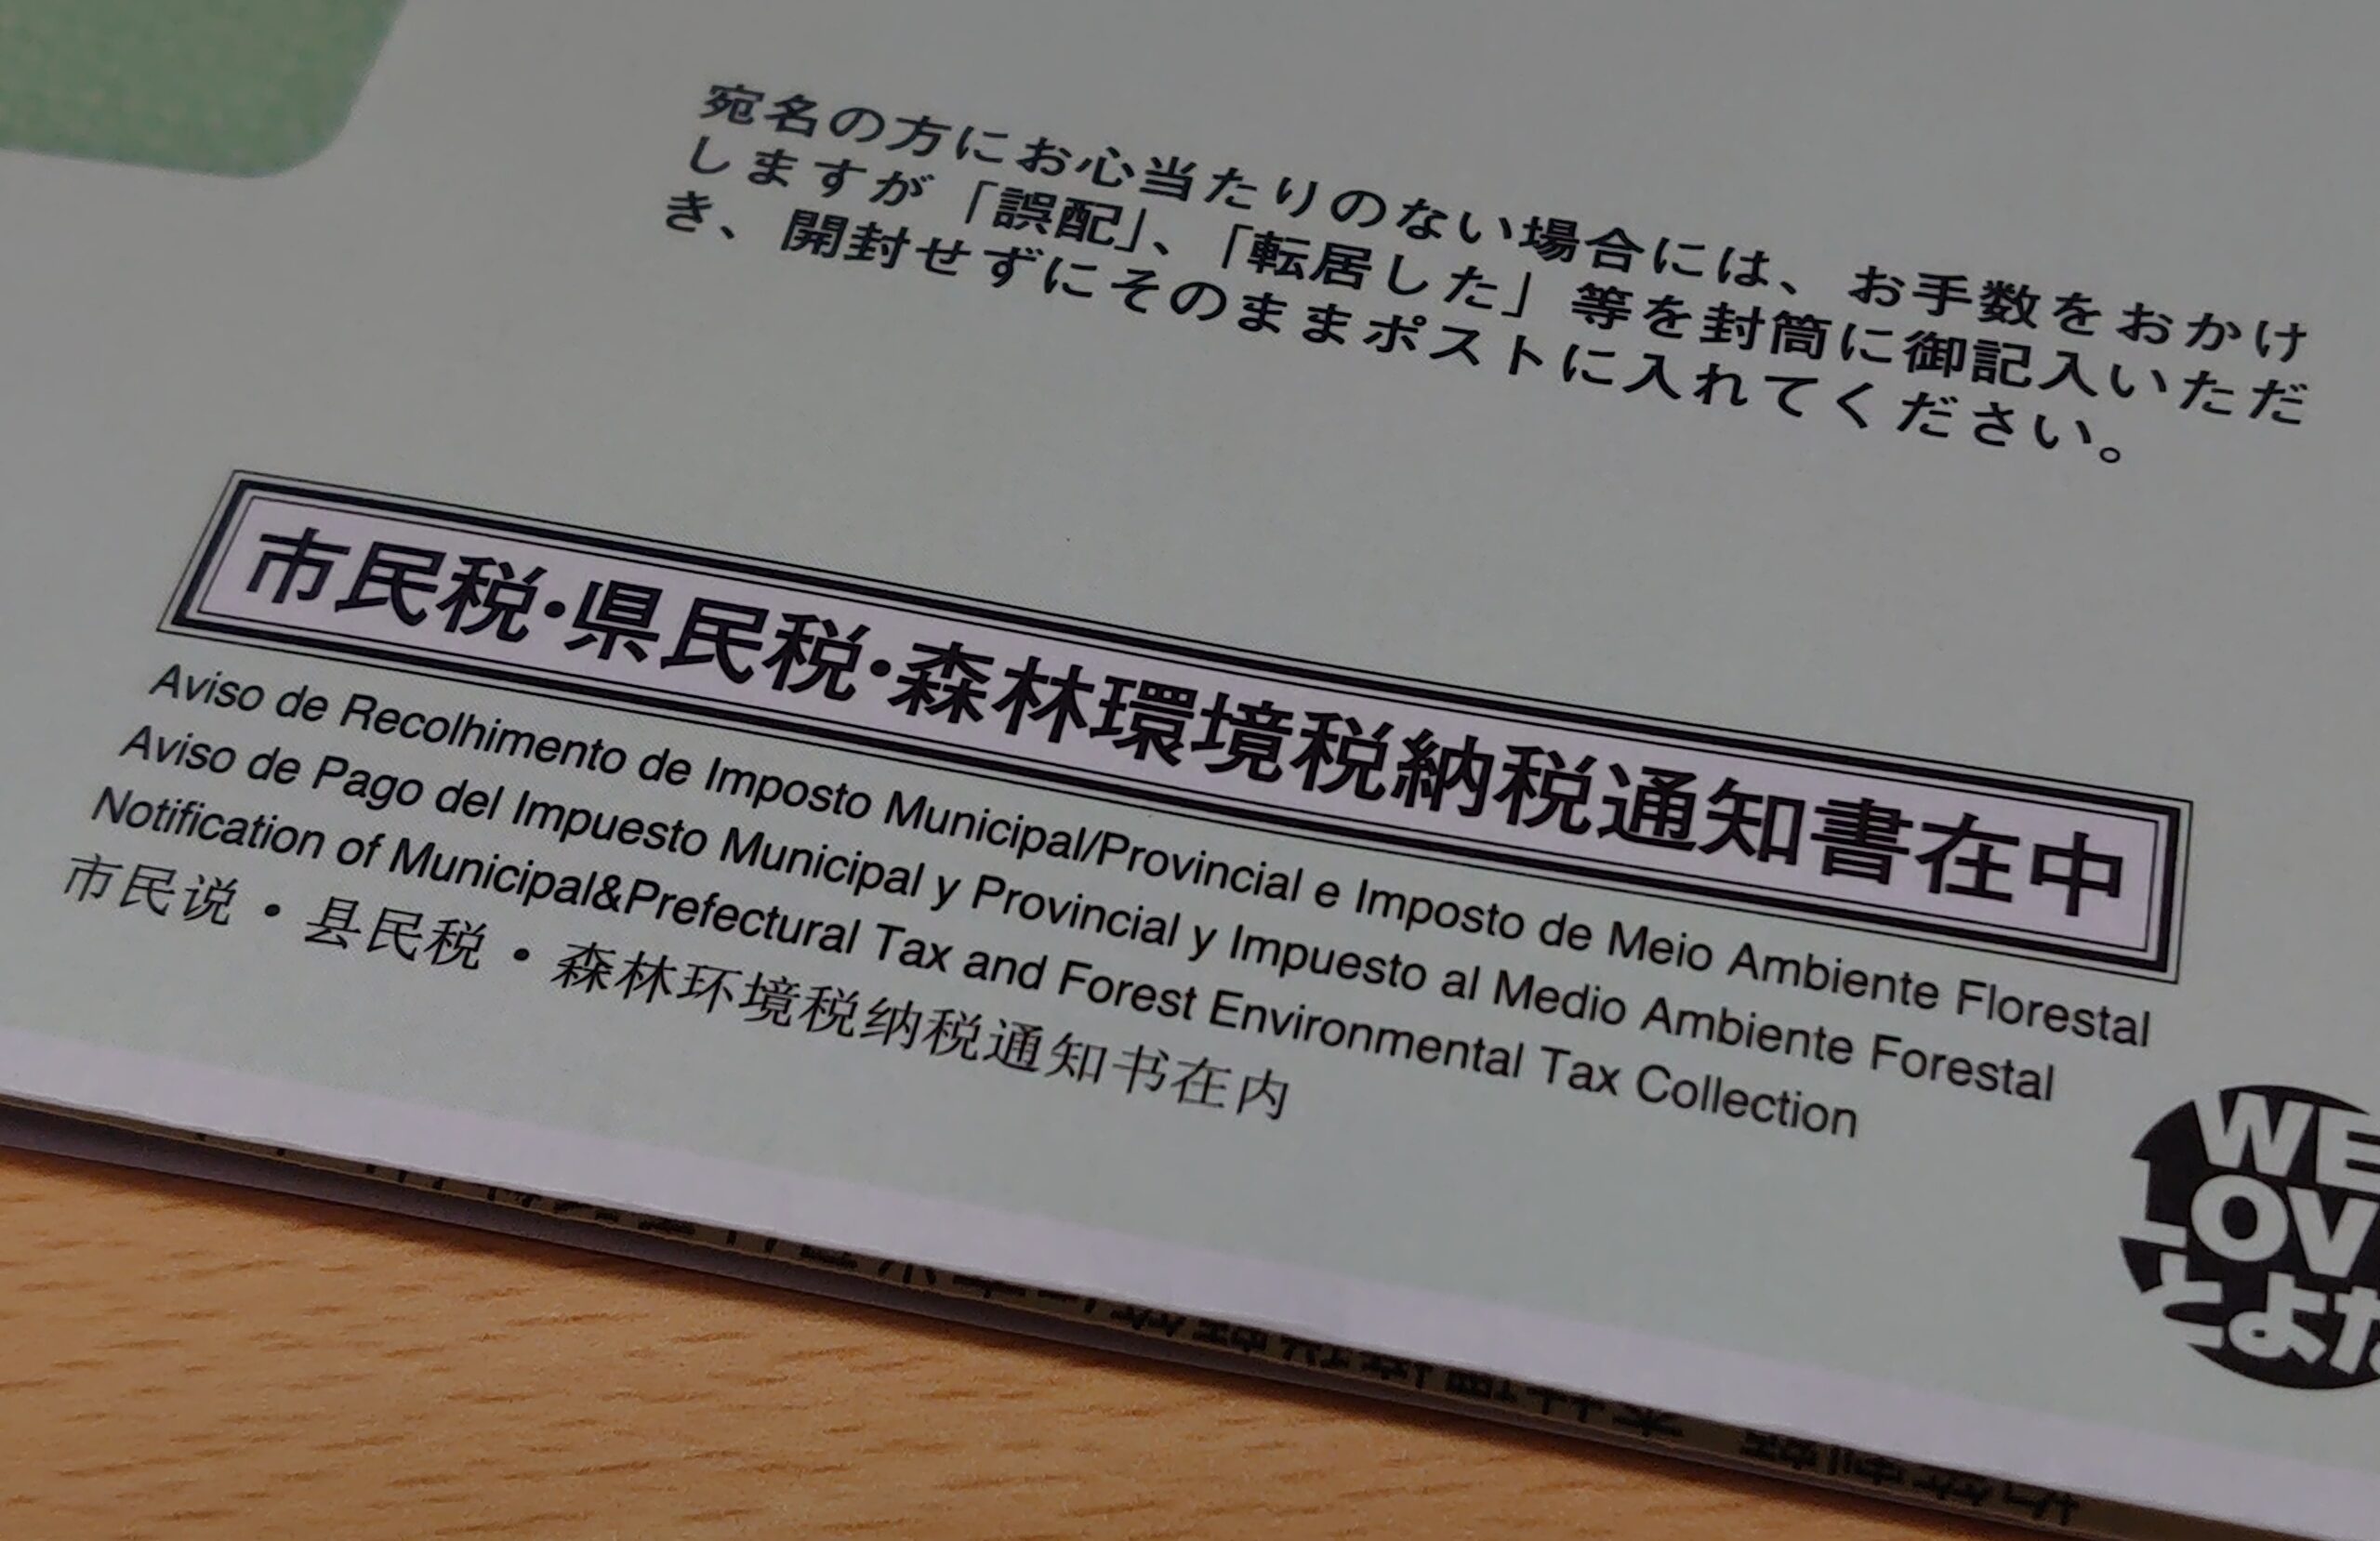 宛名の方にお心当たりのない場合には、お手数をおかけ
しますが「誤配」、「転居した」等を封筒に御記入いただ
き、開封せずにそのままポストに入れてください。
市民税・県民税・森林環境税納税通知書在中
Aviso de Recolhimento de Imposto Municipal/Provincial e Imposto de Meio Ambiente Florestal
Aviso de Pago del Impuesto Municipal y Provincial y Impuesto al Medio Ambiente Forestal
Notification of Municipal&Prefectural Tax and Forest Environmental Tax Collection
市民说・县民税・森林环境税纳税通知书在内
WE
LOV
とよた